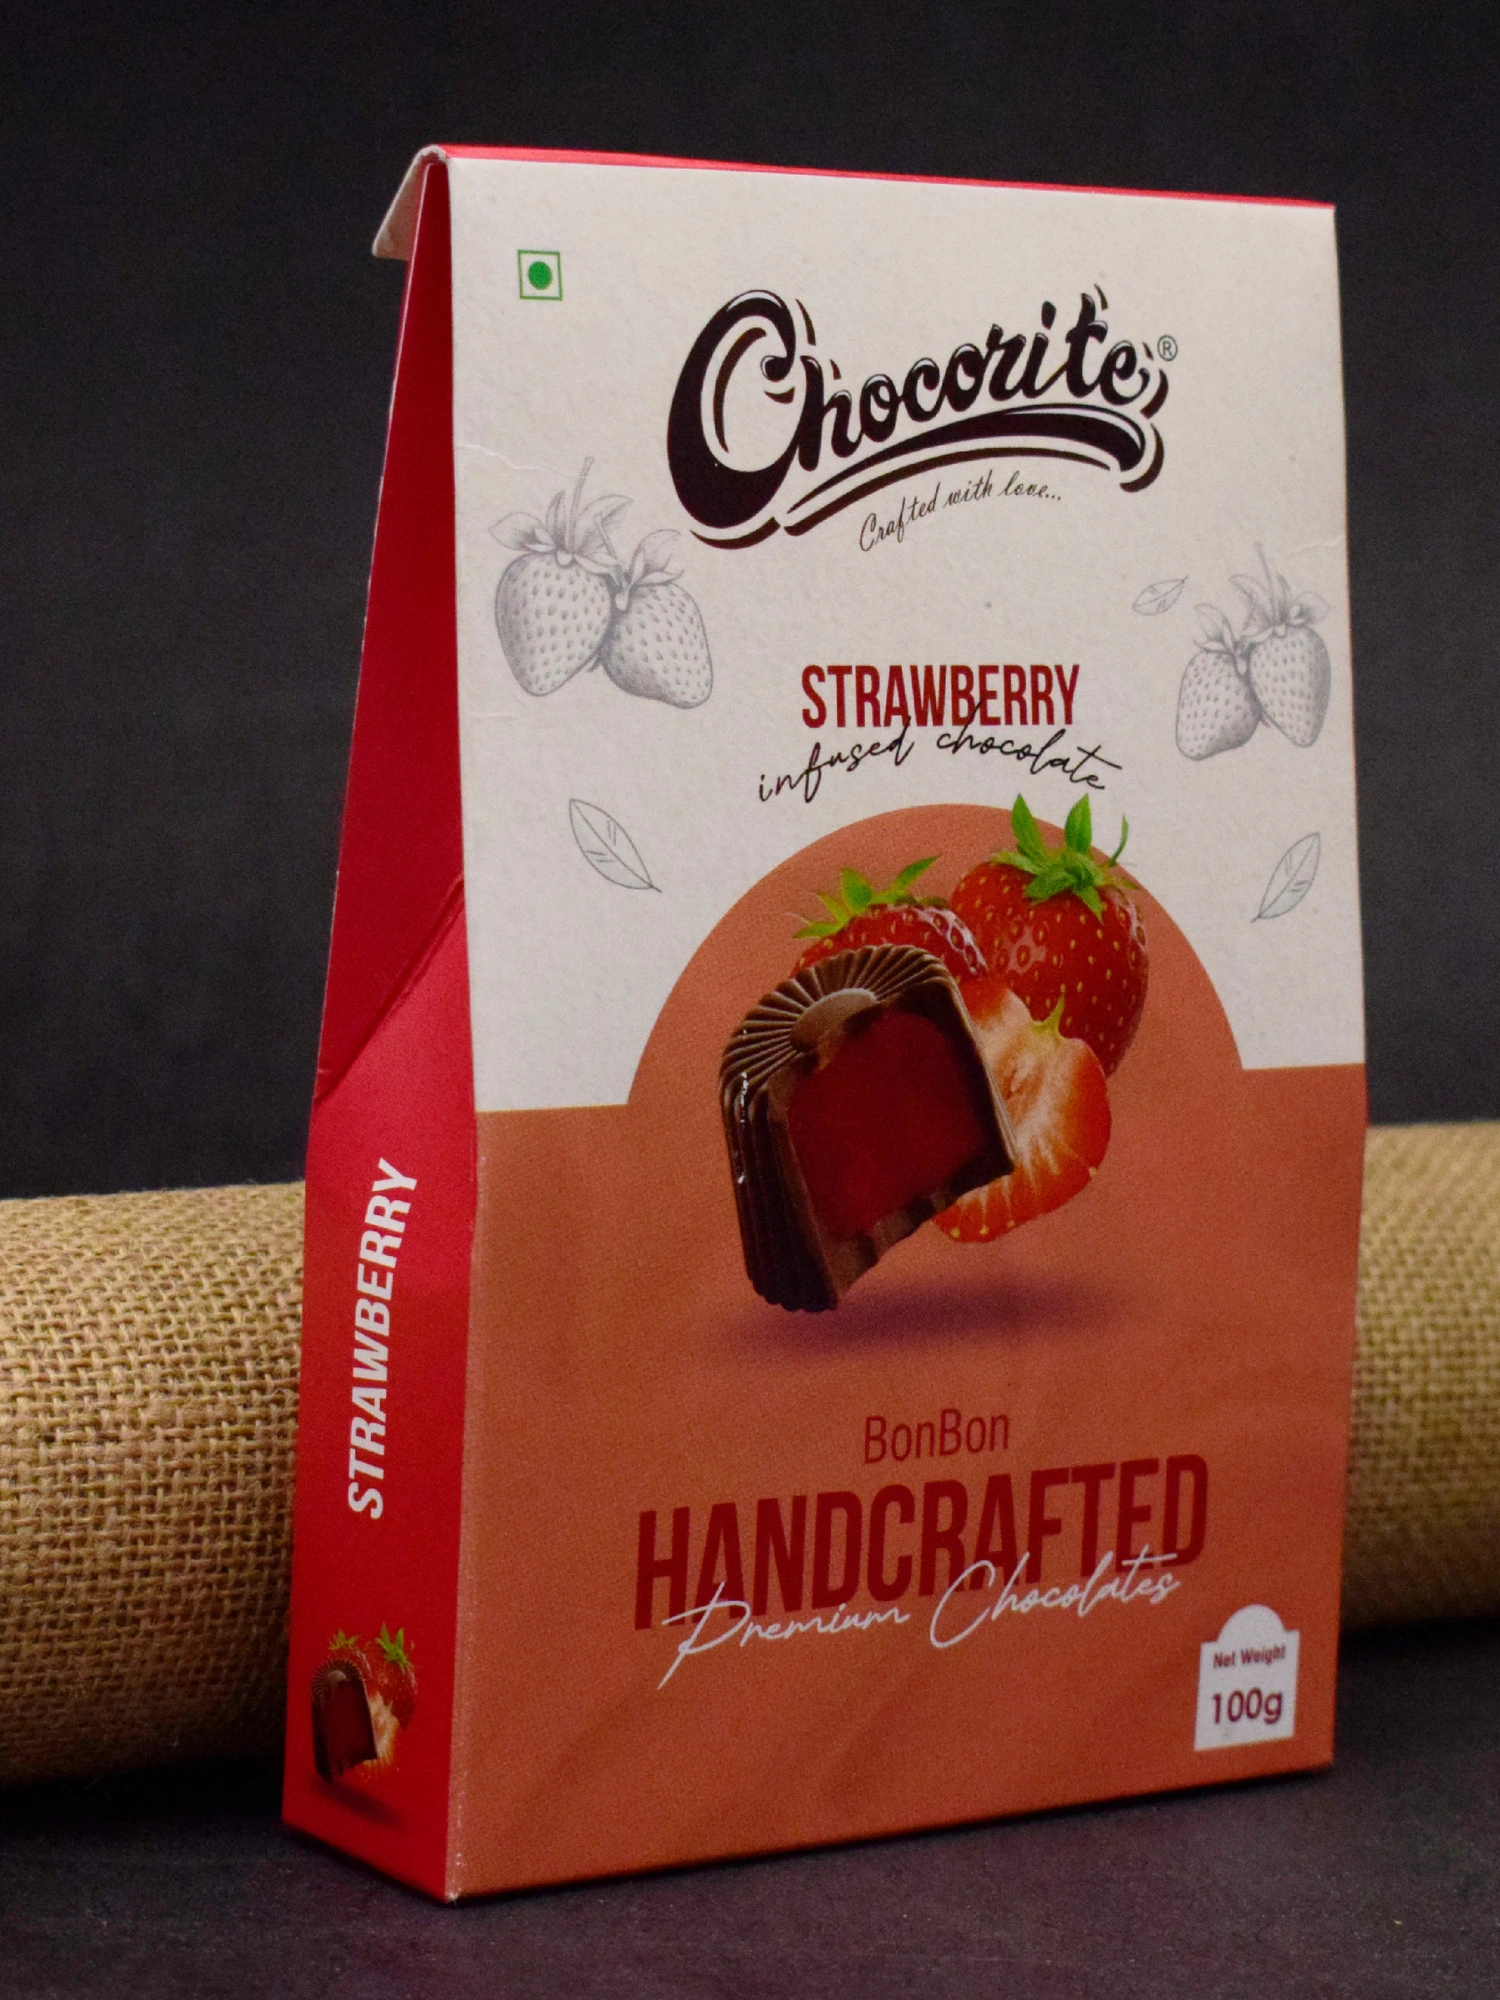 Chocorite®
Crafted with love...
STRAWBERRY
infused chocolate
BonBon
HANDCRAFTED
Premium Chocolates
Net Weight
100g
STRAWBERRY